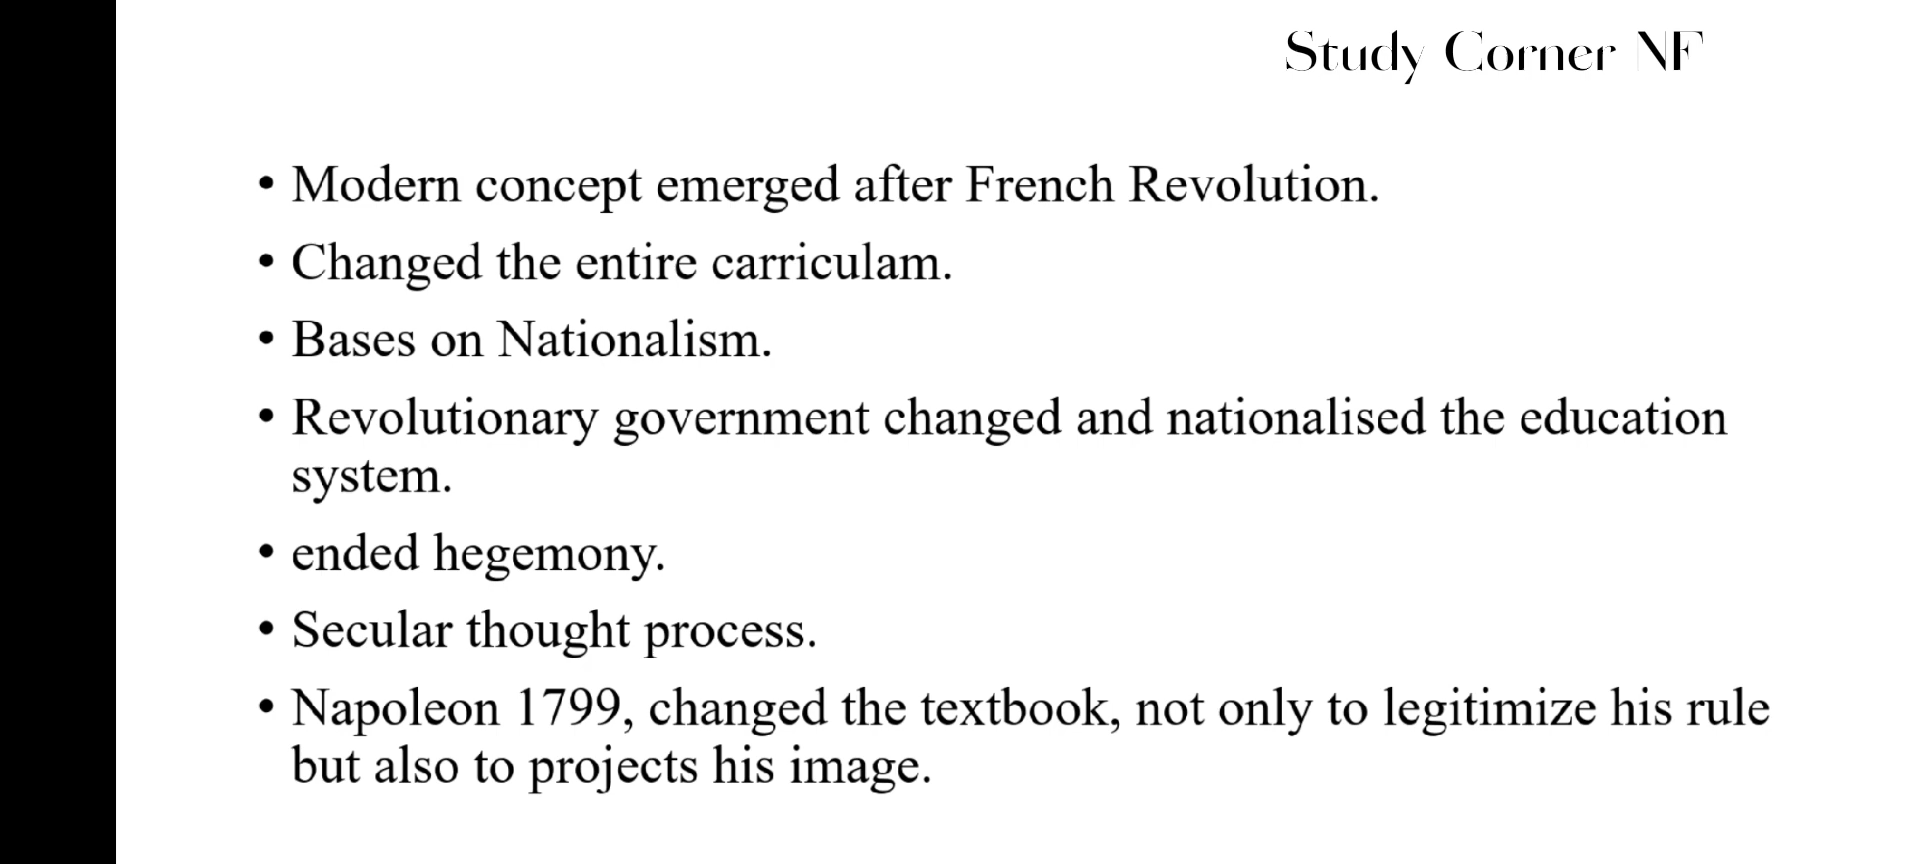 Study Corner NF
• Modern concept emerged after French Revolution.
• Changed the entire carriculam.
• Bases on Nationalism.
• Revolutionary government changed and nationalised the education
system.
• ended hegemony.
• Secular thought process.
• Napoleon 1799, changed the textbook, not only to legitimize his rule
but also to projects his image.